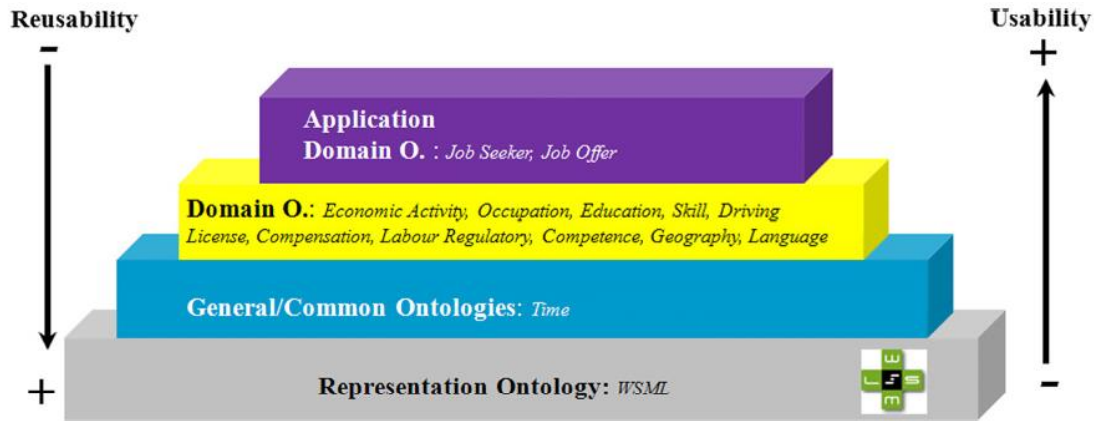 Reusability
Usability
-
+
Application
Domain O. : Job Seeker, Job Offer
Domain O.: Economic Activity, Occupation, Education, Skill, Driving
License, Compensation, Labour Regulatory, Competence, Geography, Language
General/Common Ontologies: Time
Representation Ontology: WSML
W
L S S
M
+
-